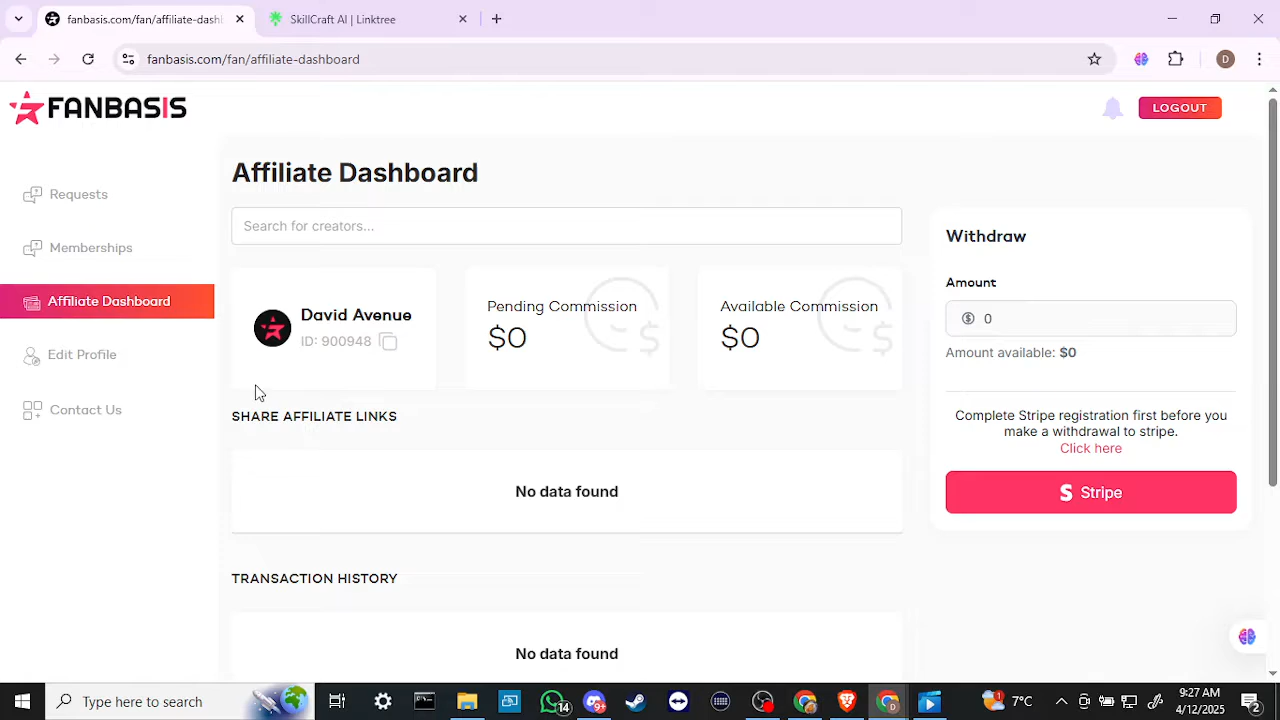 fanbasis.com/fan/affiliate-dash
SkillCraft AI | Linktree
fanbasis.com/fan/affiliate-dashboard
D
FANBASIS
LOGOUT
Requests
Memberships
Affiliate Dashboard
Edit Profile
Contact Us
Affiliate Dashboard
Search for creators...
David Avenue
ID: 900948
Pending Commission
$0
Available Commission
$0
SHARE AFFILIATE LINKS
No data found
TRANSACTION HISTORY
No data found
Withdraw
Amount
0
Amount available: $0
Complete Stripe registration first before you
make a withdrawal to stripe.
Click here
S Stripe
Type here to search
14
9+
D
7°C
9:27 AM
4/12/2025
2